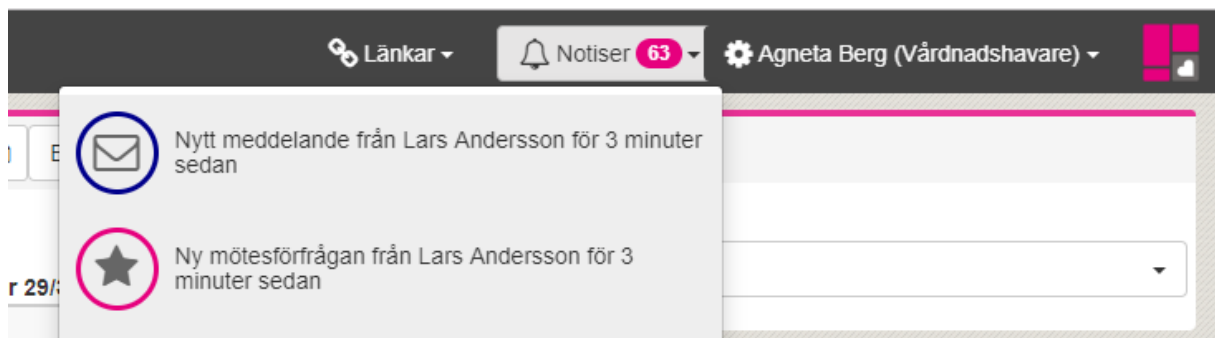 Länkar
Notiser 63
Agneta Berg (Vårdnadshavare)
Nytt meddelande från Lars Andersson för 3 minuter
sedan
Ny mötesförfrågan från Lars Andersson för 3
minuter sedan
r 29/